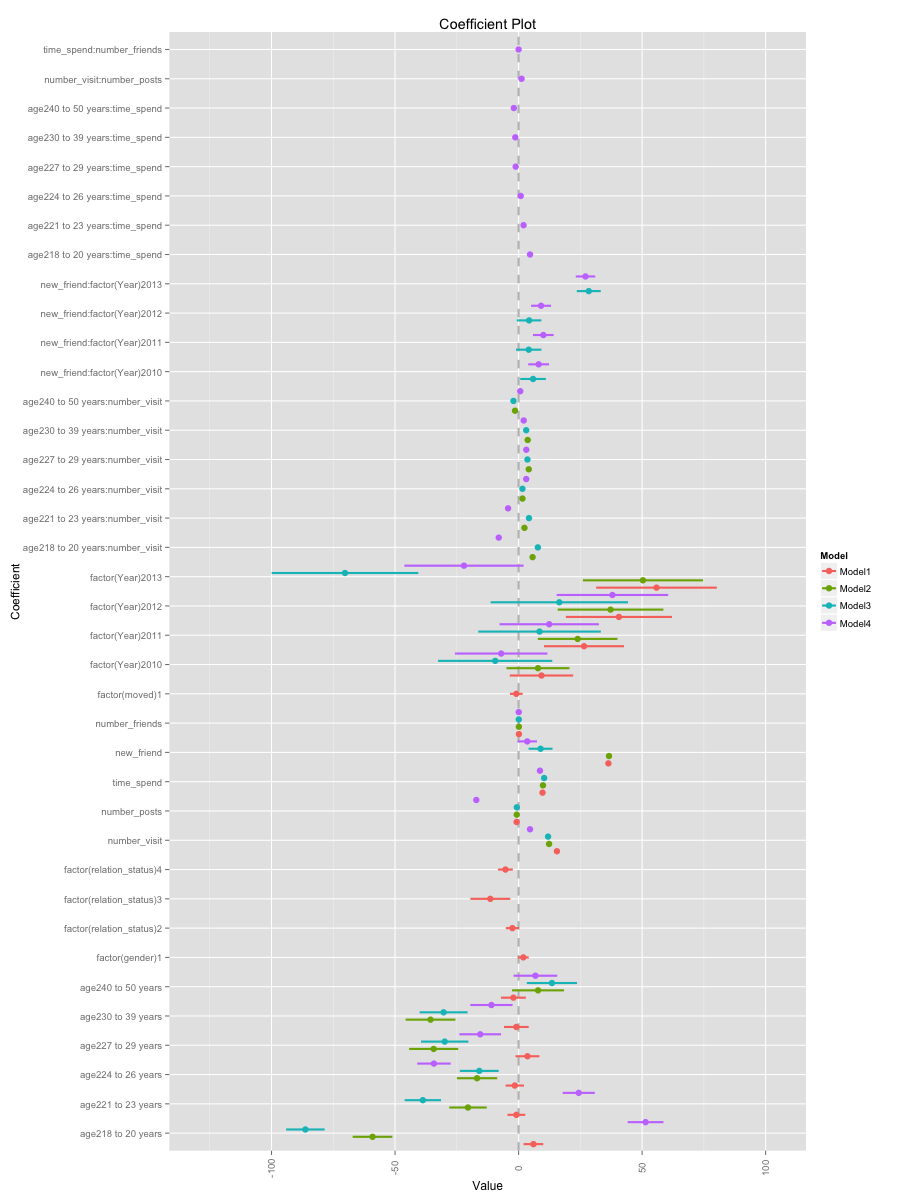 Coefficient Plot
time_spend:number_friends
number_visit:number_posts
age240 to 50 years:time_spend
age230 to 39 years:time_spend
age227 to 29 years:time_spend
age224 to 26 years:time_spend
age221 to 23 years:time_spend
age218 to 20 years:time_spend
new_friend:factor(Year)2013
new_friend:factor(Year)2012
new_friend:factor(Year)2011
new_friend:factor(Year)2010
age240 to 50 years:number_visit
age230 to 39 years:number_visit
age227 to 29 years:number_visit
age224 to 26 years:number_visit
age221 to 23 years:number_visit
age218 to 20 years:number_visit
factor(Year)2013
factor(Year)2012
factor(Year)2011
factor(Year)2010
factor(moved)1
number_friends
new_friend
time_spend
number_posts
number_visit
factor(relation_status)4
factor(relation_status)3
factor(relation_status)2
factor(gender)1
age240 to 50 years
age230 to 39 years
age227 to 29 years
age224 to 26 years
age221 to 23 years
age218 to 20 years
Coefficient
-100
-50
0
50
100
Value
Model
Model1
Model2
Model3
Model4